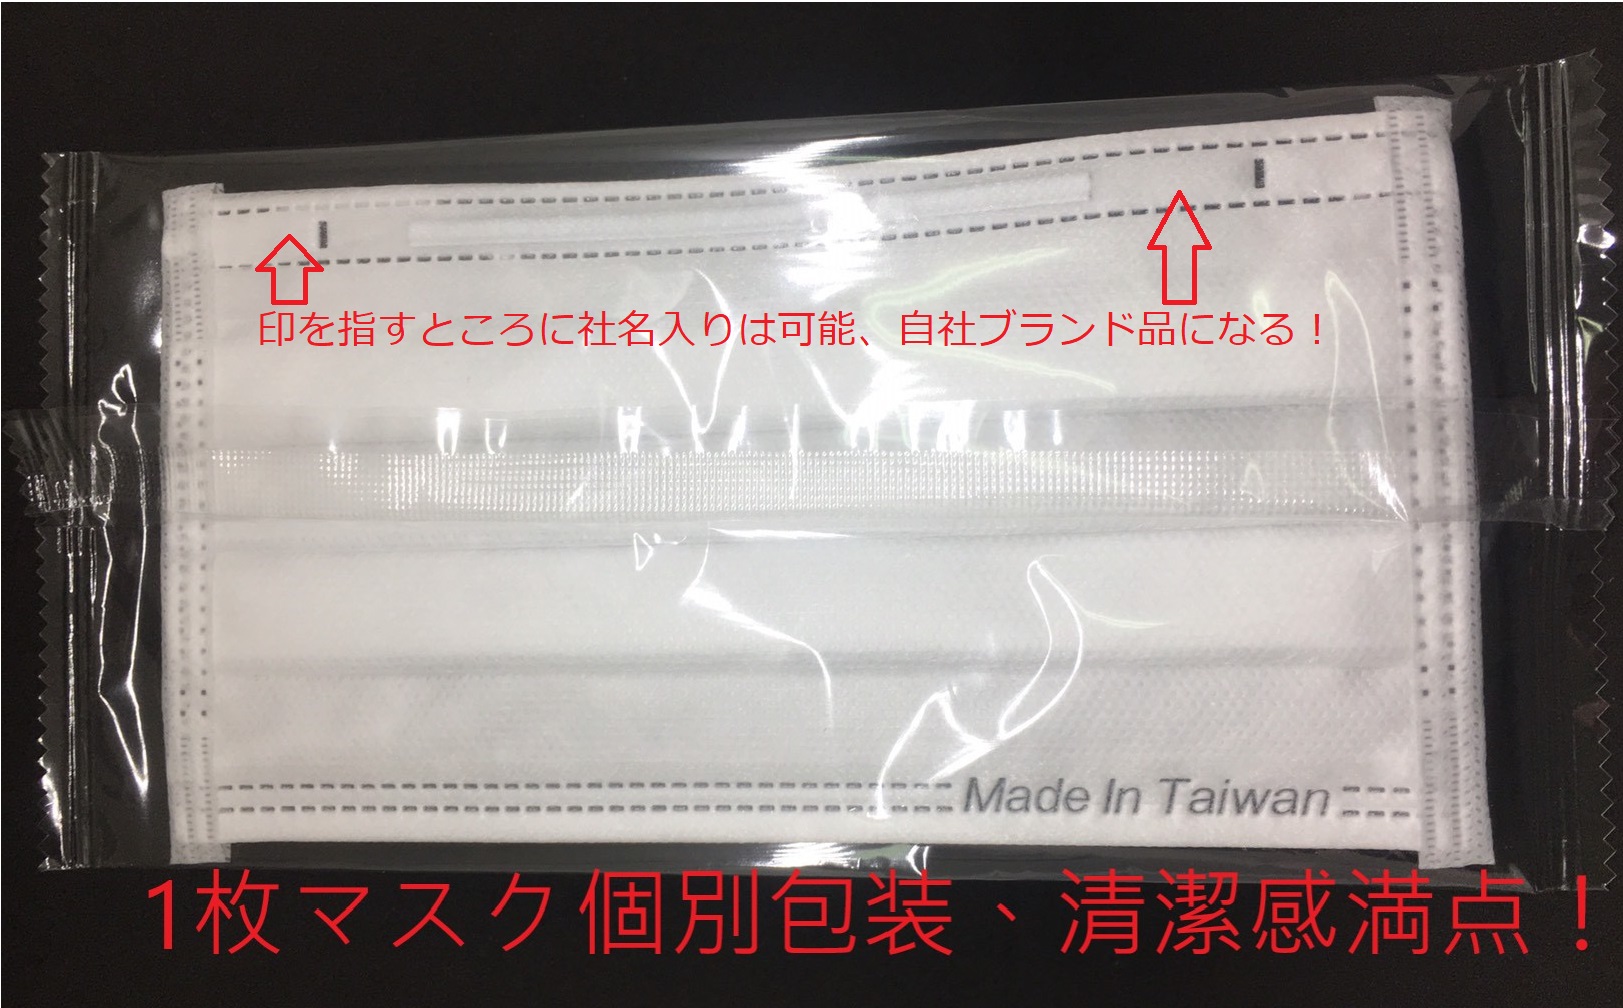 印を指すところに社名入りは可能、自社ブランド品になる！
Made In Taiwan
1枚マスク個別包装、清潔感満点！